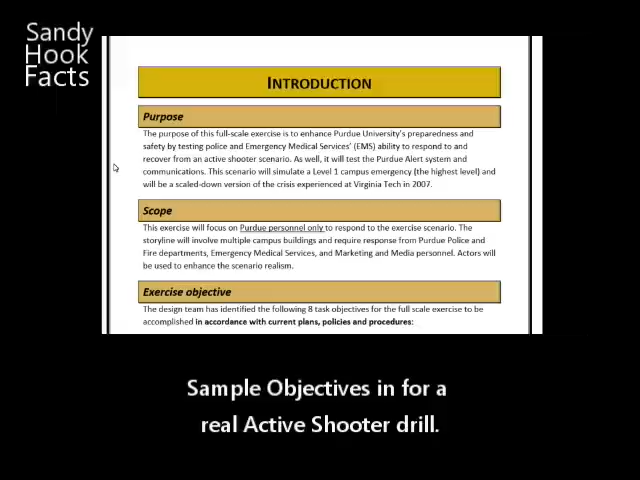 Sandy
Hook
Facts
INTRODUCTION
Purpose
The purpose of this full-scale exercise is to enhance Purdue University's preparedness and
safety by testing police and Emergency Medical Services' (EMS) ability to respond to and
recover from an active shooter scenario. As well, it will test the Purdue Alert system and
communications. This scenario will simulate a Level 1 campus emergency (the highest level) and
will be a scaled-down version of the crisis experienced at Virginia Tech in 2007.
Scope
This exercise will focus on Purdue personnel only to respond to the exercise scenario. The
storyline will involve multiple campus buildings and require response from Purdue Police and
Fire departments, Emergency Medical Services, and Marketing and Media personnel. Actors will
be used to enhance the scenario realism.
Exercise objective
The design team has identified the following 8 task objectives for the full scale exercise to be
accomplished in accordance with current plans, policies and procedures:
Sample Objectives in for a
real Active Shooter drill.